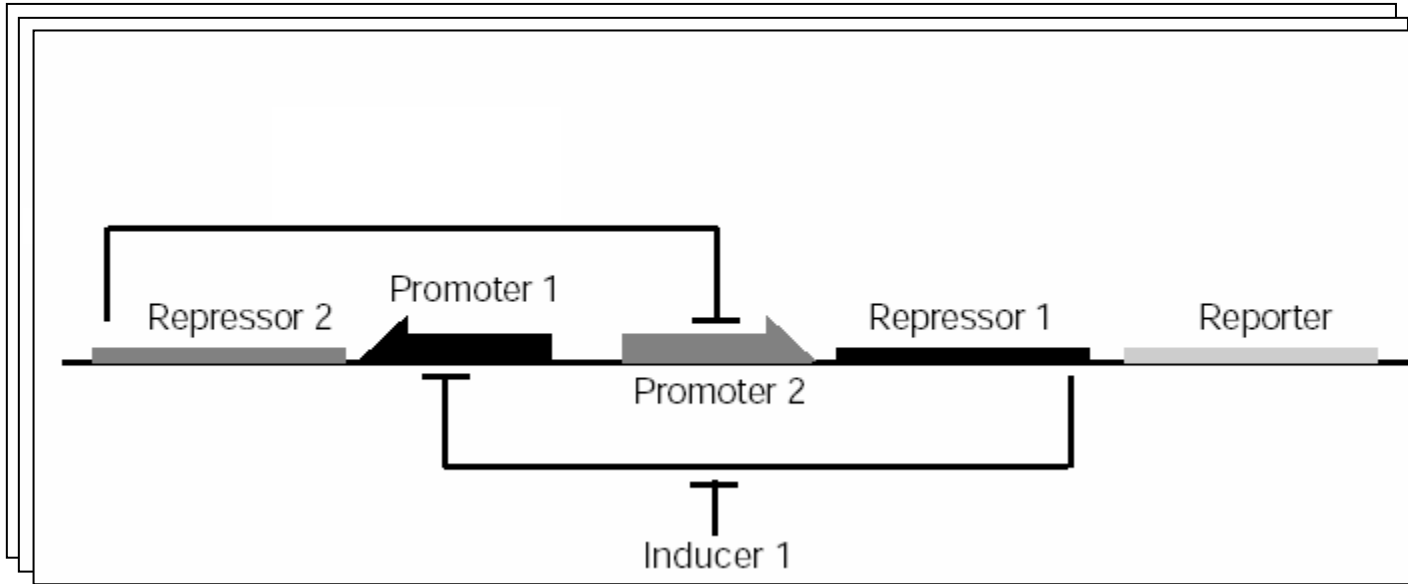 Promoter 1
Repressor 2
Repressor 1
Reporter
Promoter 2
Inducer 1